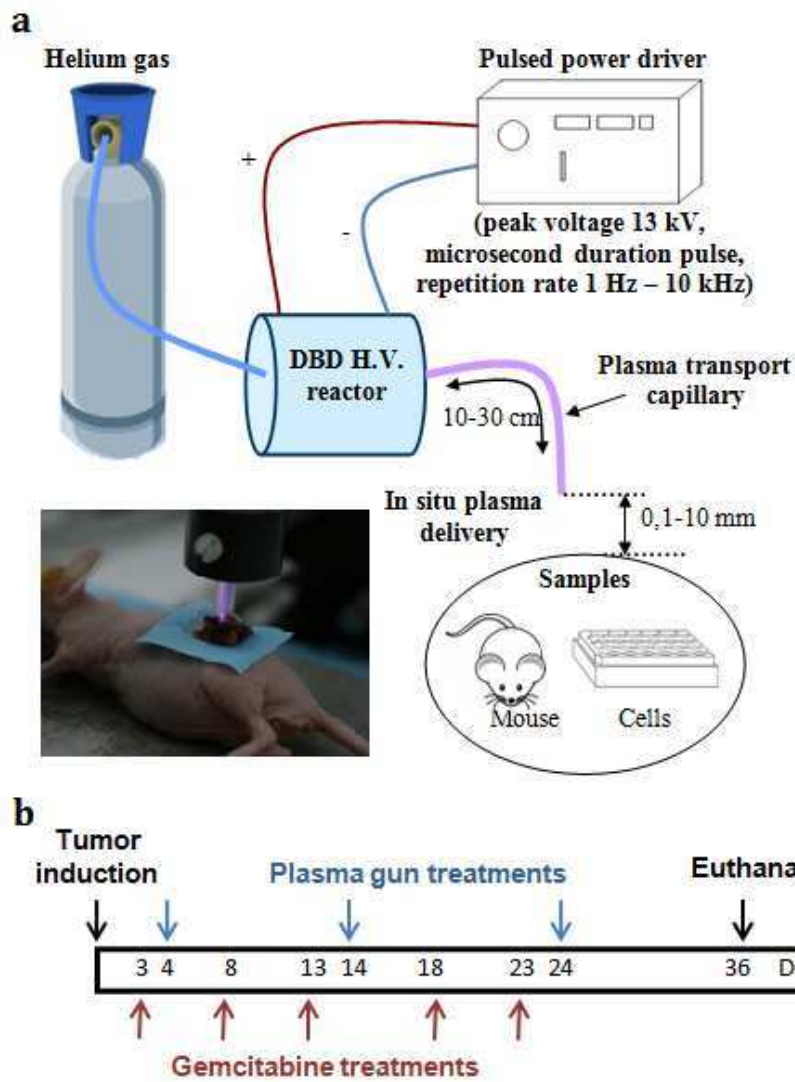 a
Helium gas
Pulsed power driver
+
-
(peak voltage 13 kV,
microsecond duration pulse,
repetition rate 1 Hz – 10 kHz)
DBD H.V.
reactor
Plasma transport
capillary
10-30 cm
In situ plasma
delivery
0,1-10 mm
Samples
Mouse
Cells
b
Tumor
induction
Plasma gun treatments
Euthana
3 4 8 13 14 18 23 24 36 D
Gemcitabine treatments